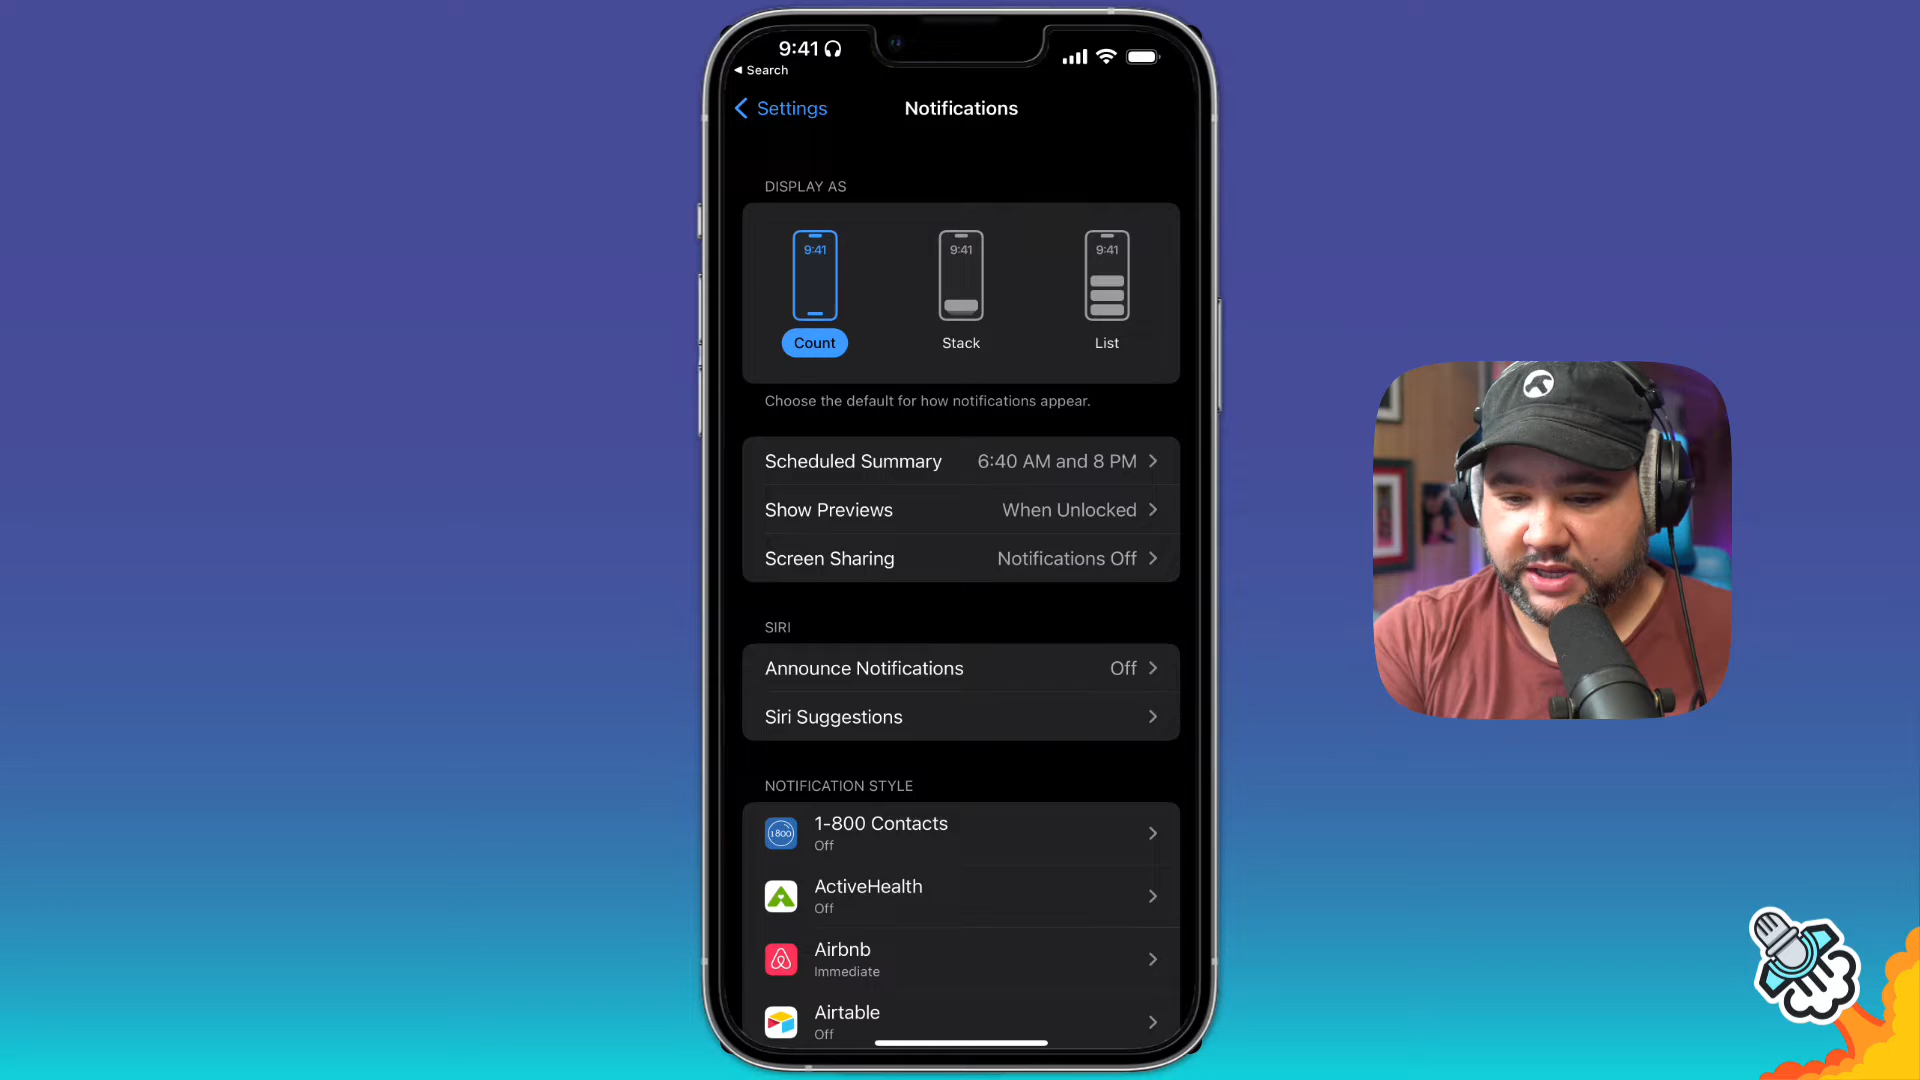 9:41
◀ Search
Settings
Notifications
DISPLAY AS
9:41
9:41
9:41
Count
Stack
List
Choose the default for how notifications appear.
Scheduled Summary 6:40 AM and 8 PM
Show Previews When Unlocked
Screen Sharing Notifications Off
SIRI
Announce Notifications Off
Siri Suggestions
NOTIFICATION STYLE
1800
1-800 Contacts
Off
ActiveHealth
Off
Airbnb
Immediate
Airtable
Off